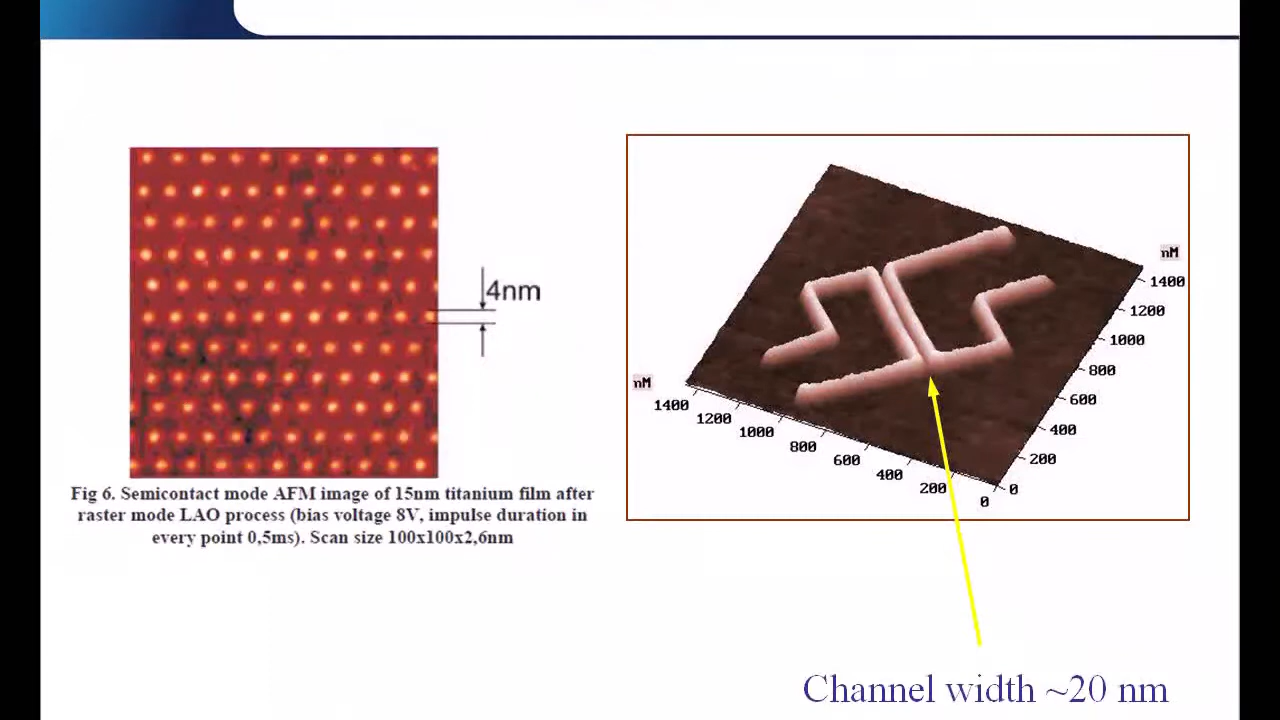 4nm
Fig 6. Semicontact mode AFM image of 15nm titanium film after
raster mode LAO process (bias voltage 8V, impulse duration in
every point 0,5ms). Scan size 100x100x2,6nm
nM
1400
1200
1000
800
600
400
200
0
nM
1400
1200
1000
800
600
400
200
0
Channel width ~20 nm